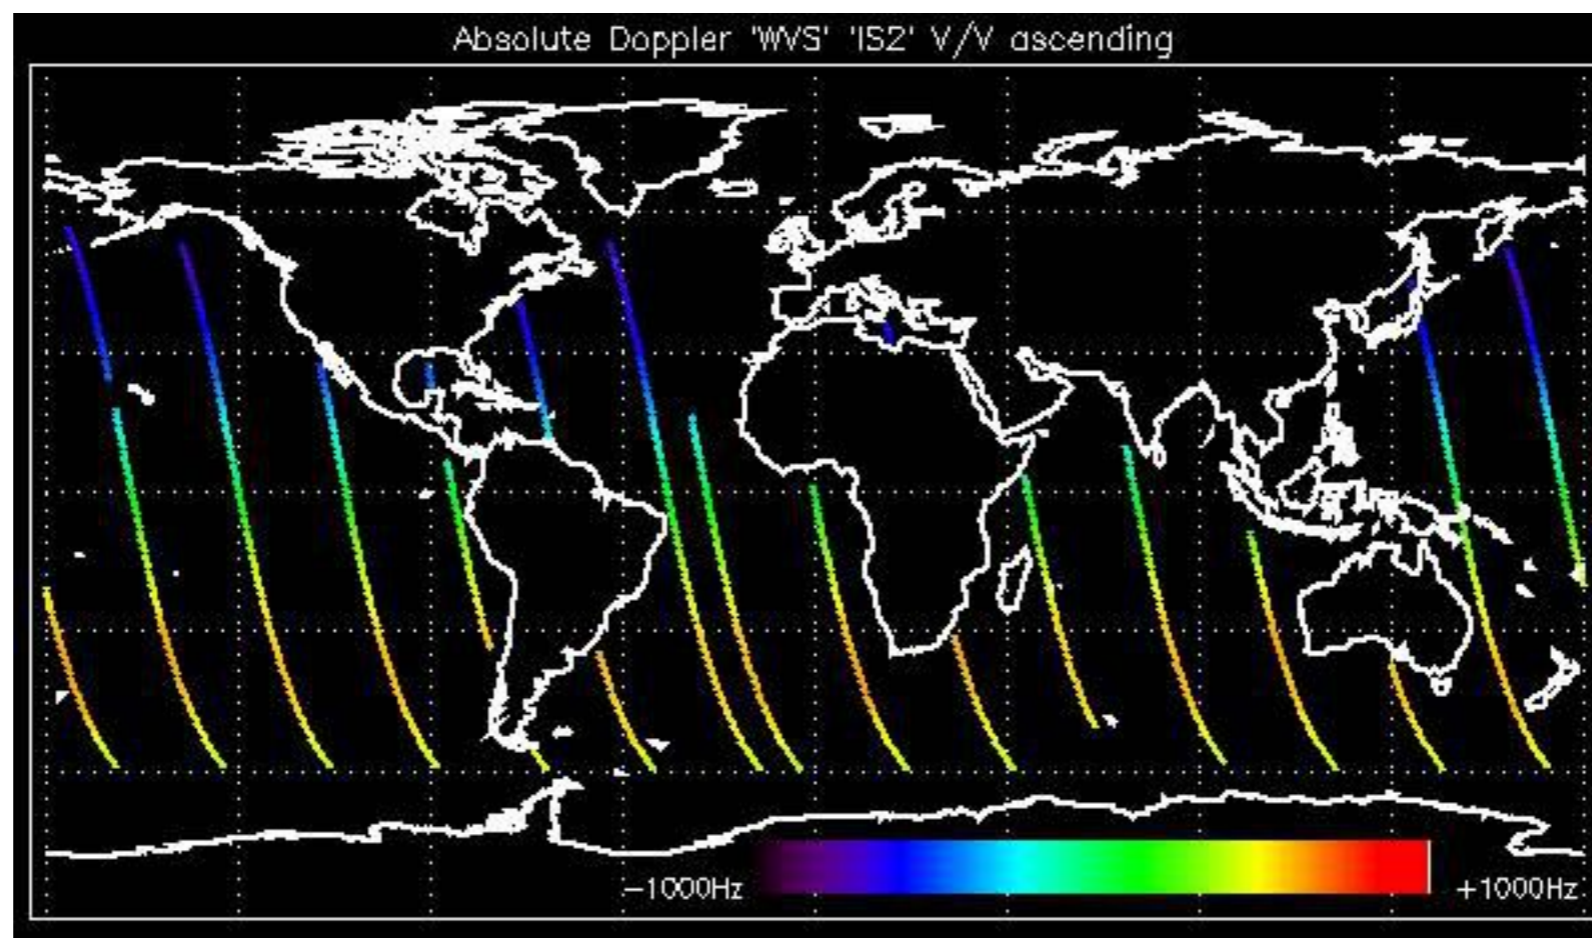 Absolute Doppler 'WVS' 'IS2' V/V ascending
−1000Hz +1000Hz